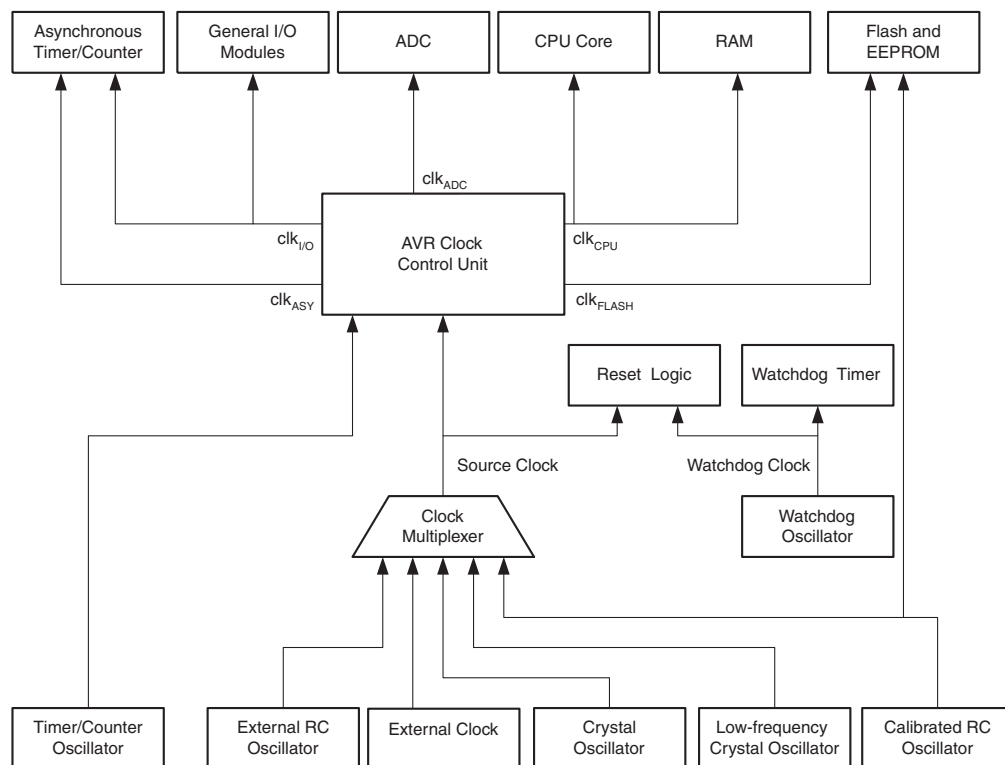 Asynchronous
Timer/Counter
General I/O
Modules
ADC
CPU Core
RAM
Flash and
EEPROM
clkADC
clkI/O
AVR Clock
Control Unit
clkCPU
clkASY
clkFLASH
Reset Logic
Watchdog Timer
Source Clock
Watchdog Clock
Clock
Multiplexer
Watchdog
Oscillator
Timer/Counter
Oscillator
External RC
Oscillator
External Clock
Crystal
Oscillator
Low-frequency
Crystal Oscillator
Calibrated RC
Oscillator